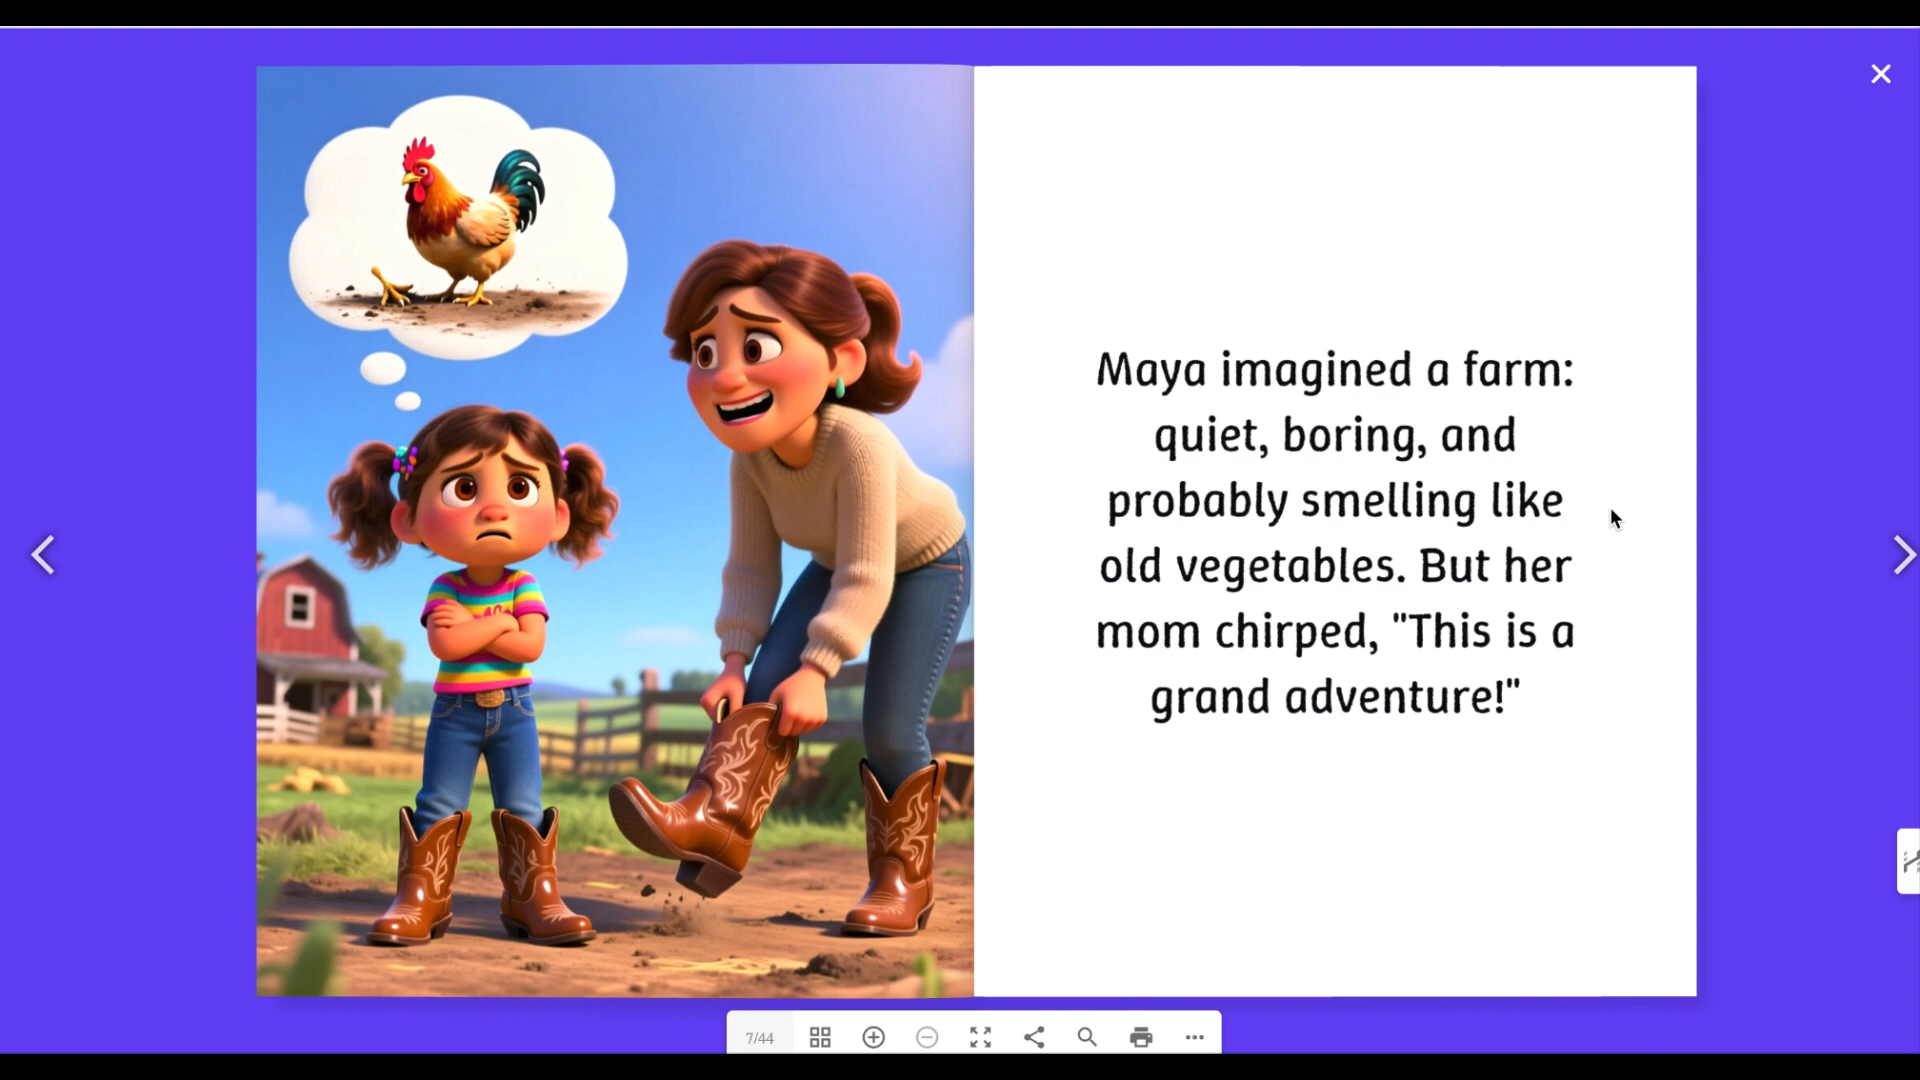 Maya imagined a farm:
quiet, boring, and
probably smelling like
old vegetables. But her
mom chirped, "This is a
grand adventure!"
7/44